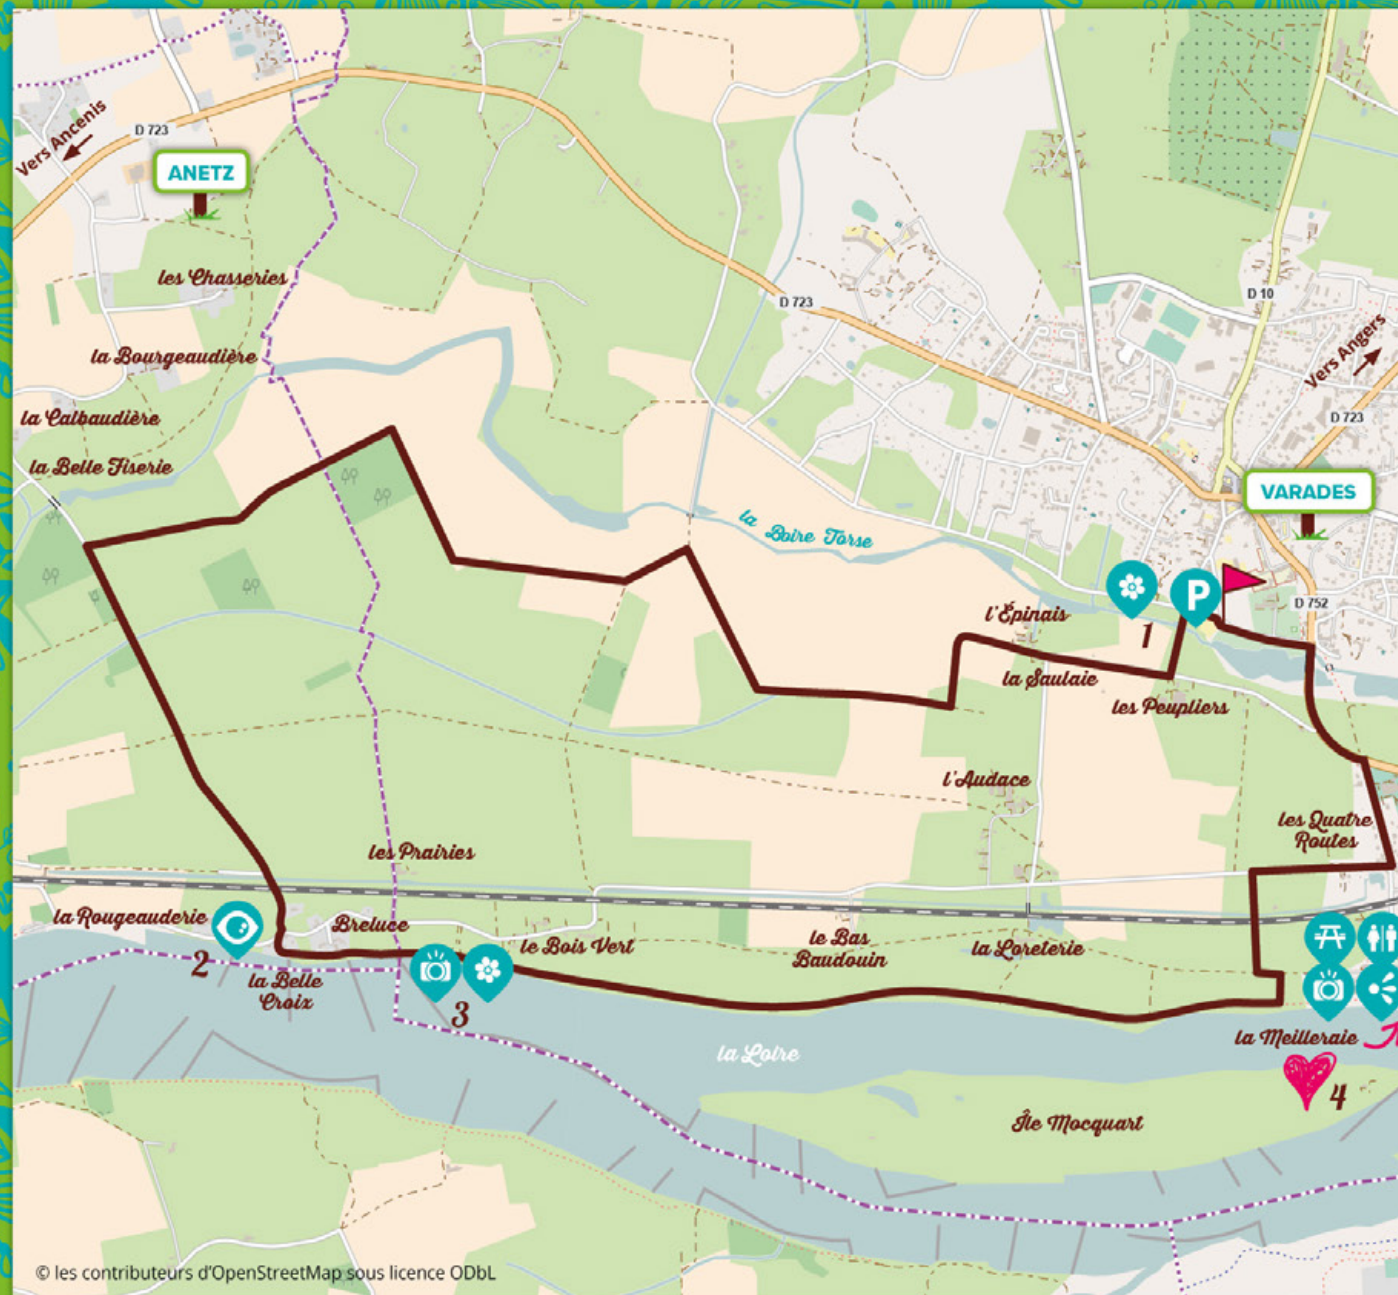 Vers Ancenis
D 723
ANETZ
les Chasseries
la Bourgeaudière
la Calbaudière
la Belle Fiserie
D 723
D 10
Vers Angers
D 723
VARADES
la Boire Torse
l'Épinais
1
P
D 752
la Saulaie
les Peupliers
l'Audace
les Quatre
Routes
les Prairies
la Rougeauderie
Breluce
le Bois Vert
le Bas
Baudouin
la Loreterie
2
la Belle
Croix
3
la Meilleraie
la Loire
4
Île Mocquart
© les contributeurs d'OpenStreetMap sous licence ODbL